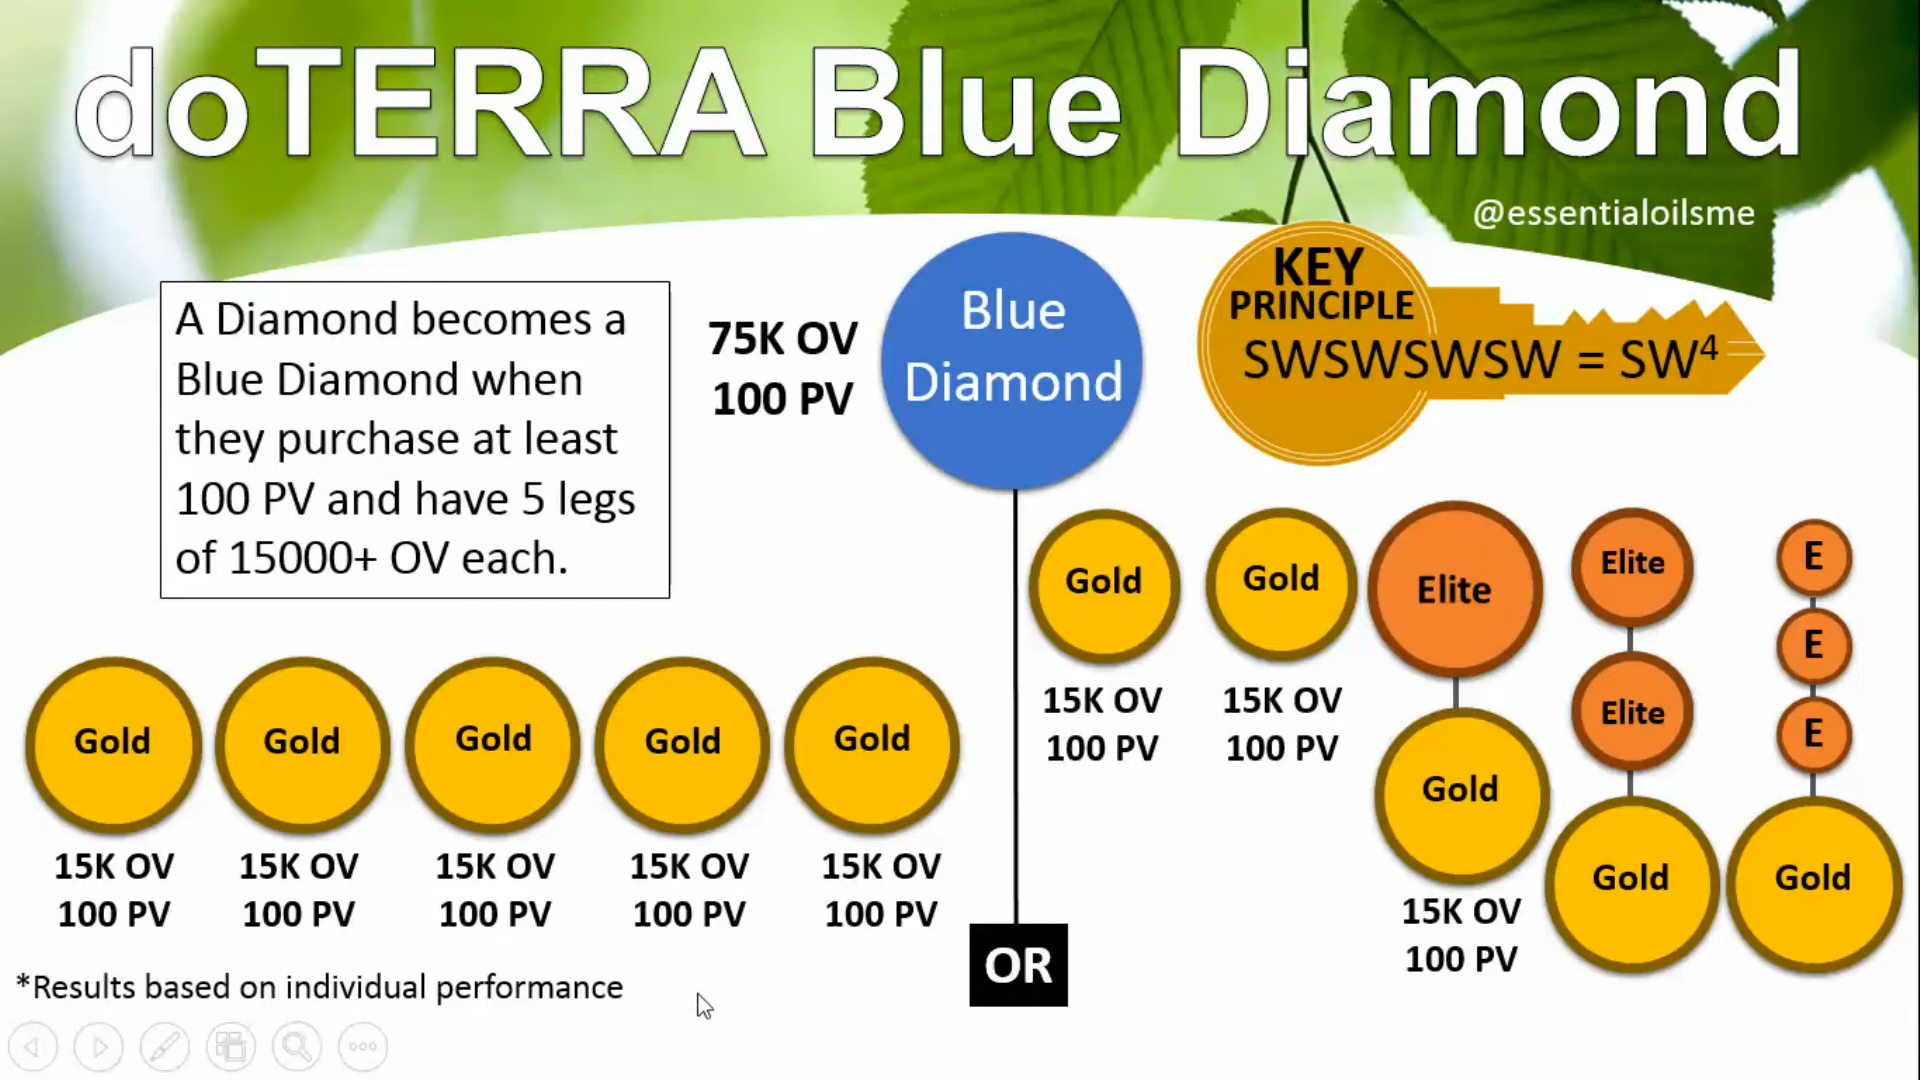 doTERRA Blue Diamond
@essentialoilsme
A Diamond becomes a
Blue Diamond when
they purchase at least
100 PV and have 5 legs
of 15000+ OV each.
75K OV
100 PV
Blue
Diamond
KEY
PRINCIPLE
SWSWSWSW = SW⁴
Gold
15K OV
100 PV
Gold
15K OV
100 PV
Gold
15K OV
100 PV
Gold
15K OV
100 PV
Gold
15K OV
100 PV
OR
Gold
15K OV
100 PV
Gold
15K OV
100 PV
Elite
Gold
15K OV
100 PV
Elite
Elite
Gold
E
E
E
Gold
*Results based on individual performance